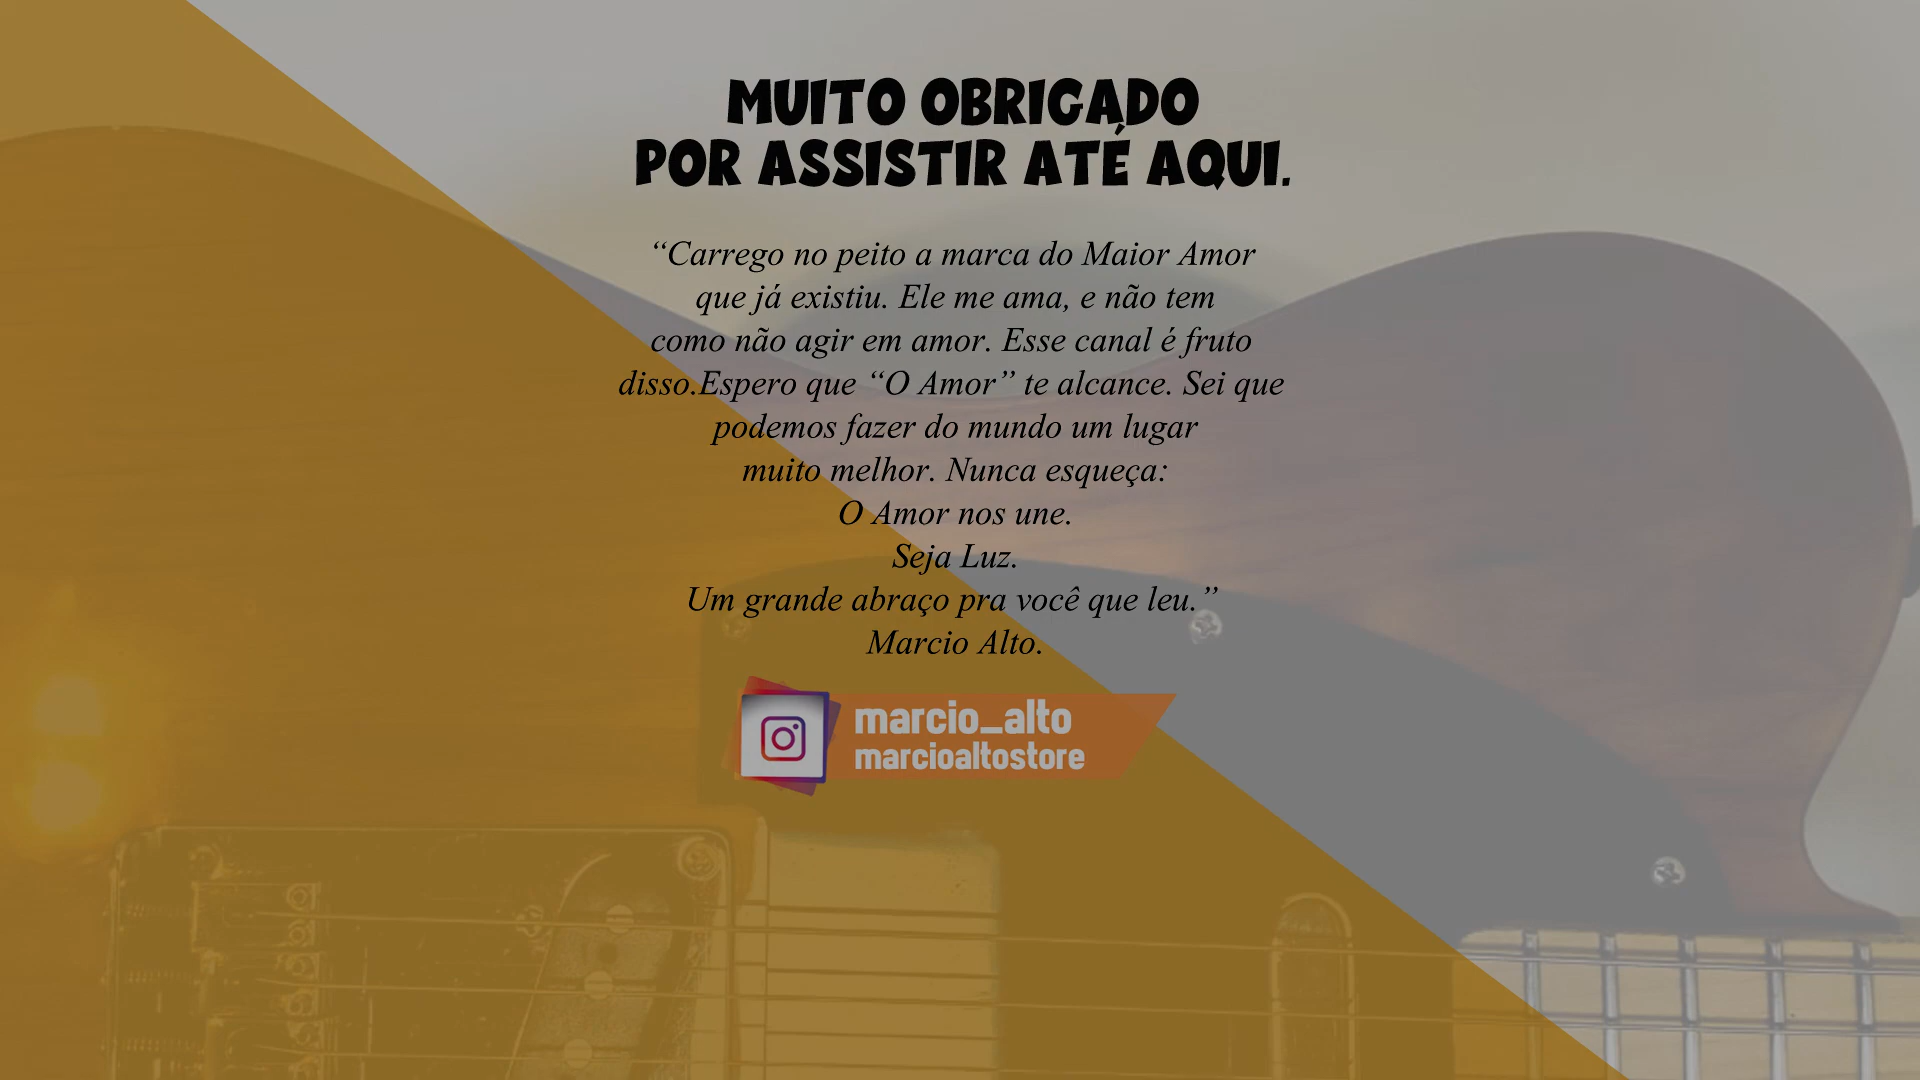 MUITO OBRIGADO
POR ASSISTIR ATÉ AQUI.
“Carrego no peito a marca do Maior Amor
que já existiu. Ele me ama, e não tem
como não agir em amor. Esse canal é fruto
disso.Espero que “O Amor” te alcance. Sei que
podemos fazer do mundo um lugar
muito melhor. Nunca esqueça:
O Amor nos une.
Seja Luz.
Um grande abraço pra você que leu.”
Marcio Alto.
marcio_alto
marcioaltostore